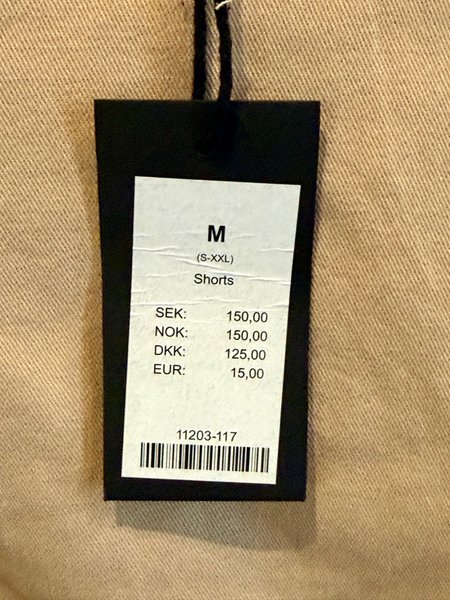 M
(S-XXL)
Shorts
SEK: 150,00
NOK: 150,00
DKK: 125,00
EUR: 15,00
11203-117